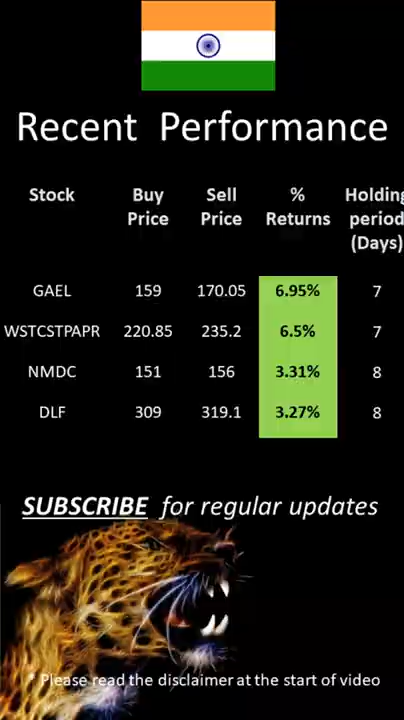 Recent Performance
Stock Buy Price Sell Price % Returns Holding period (Days)
GAEL 159 170.05 6.95% 7
WSTCSTPAPR 220.85 235.2 6.5% 7
NMDC 151 156 3.31% 8
DLF 309 319.1 3.27% 8
SUBSCRIBE for regular updates
* Please read the disclaimer at the start of video